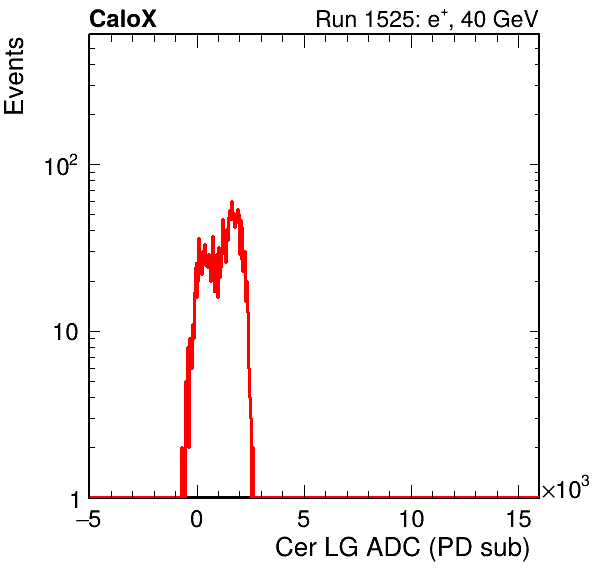 CaloX
Run 1525: e⁺, 40 GeV
Events
10²
10
1
−5
0
5
10
15
×10³
Cer LG ADC (PD sub)